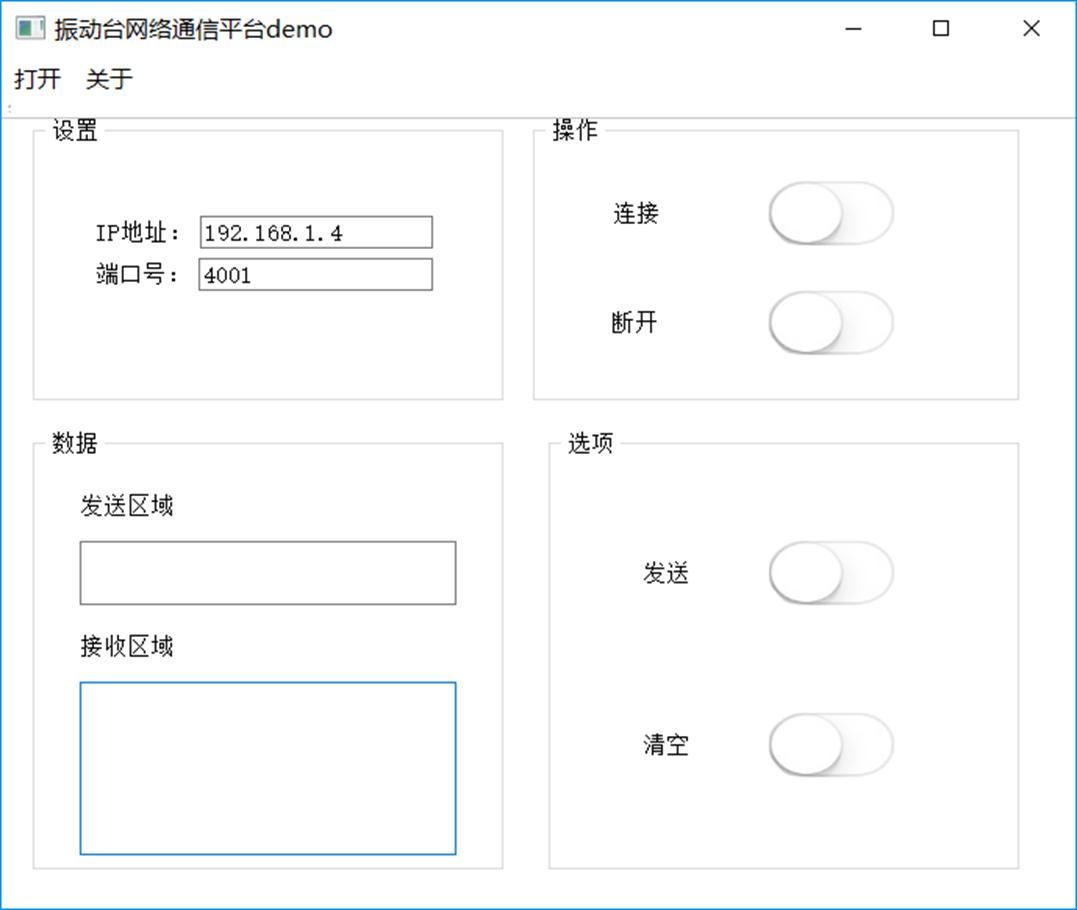 振动台网络通信平台demo
打开 关于
设置
IP地址： 192.168.1.4
端口号： 4001
操作
连接
断开
数据
发送区域
接收区域
选项
发送
清空